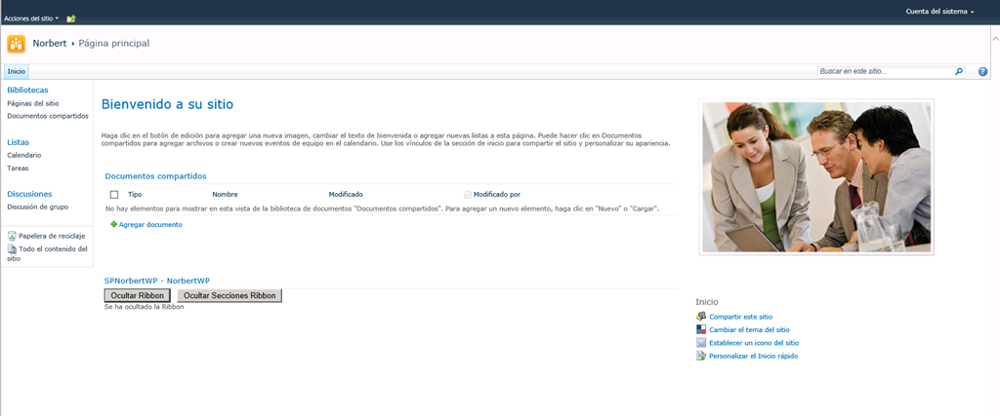 Acciones del sitio
Cuenta del sistema
Norbert ▸ Página principal
Inicio
Buscar en este sitio...
Bibliotecas
Páginas del sitio
Documentos compartidos
Listas
Calendario
Tareas
Discusiones
Discusión de grupo
Papelera de reciclaje
Todo el contenido del
sitio
Bienvenido a su sitio
Haga clic en el botón de edición para agregar una nueva imagen, cambiar el texto de bienvenida o agregar nuevas listas a esta página. Puede hacer clic en Documentos
compartidos para agregar archivos o crear nuevos eventos de equipo en el calendario. Use los vínculos de la sección de inicio para compartir el sitio y personalizar su apariencia.
Documentos compartidos
Tipo Nombre Modificado Modificado por
No hay elementos para mostrar en esta vista de la biblioteca de documentos "Documentos compartidos". Para agregar un nuevo elemento, haga clic en "Nuevo" o "Cargar".
Agregar documento
SPNorbertWP - NorbertWP
Ocultar Ribbon Ocultar Secciones Ribbon
Se ha ocultado la Ribbon
Inicio
Compartir este sitio
Cambiar el tema del sitio
Establecer un icono del sitio
Personalizar el Inicio rápido